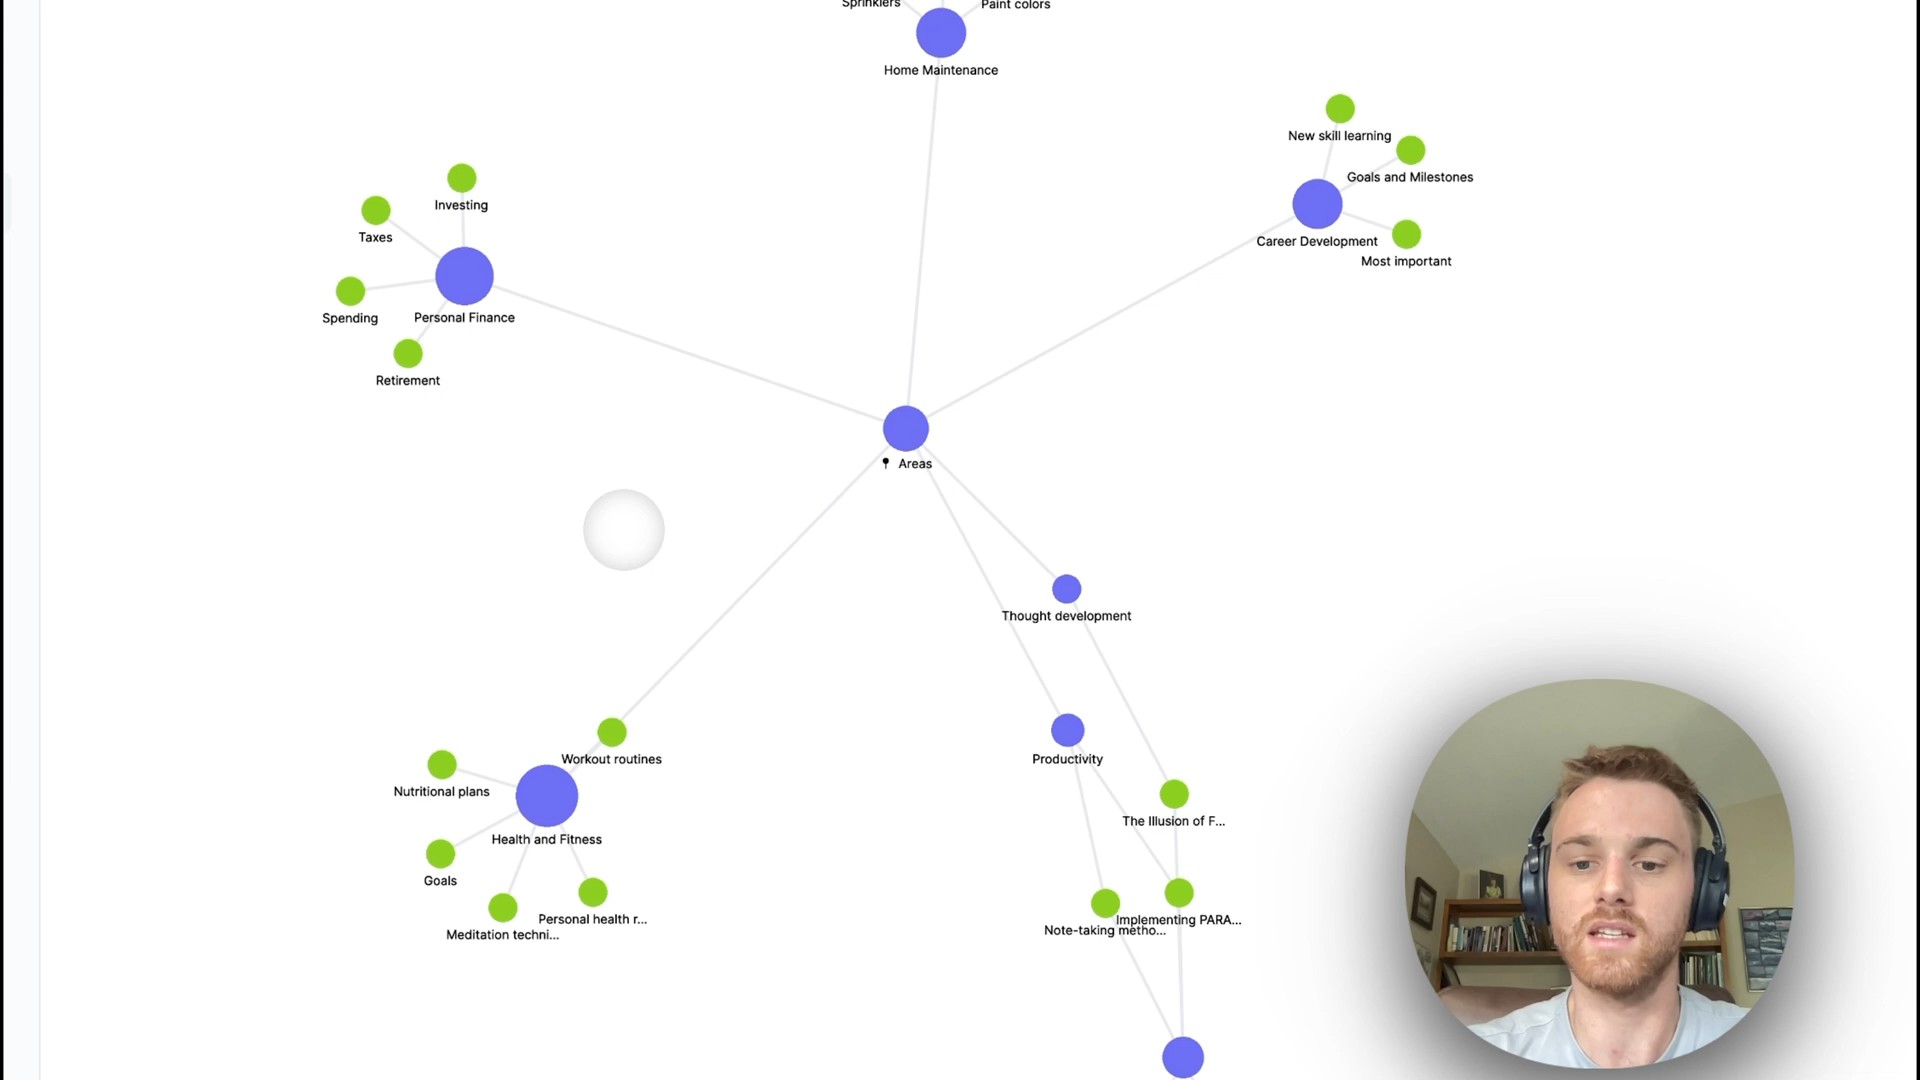 Sprinklers
Paint colors
Home Maintenance
New skill learning
Goals and Milestones
Career Development
Most important
Investing
Taxes
Spending
Personal Finance
Retirement
Areas
Thought development
Productivity
Workout routines
Nutritional plans
Health and Fitness
Goals
Personal health r...
Meditation techni...
The Illusion of F...
Implementing PARA...
Note-taking metho...